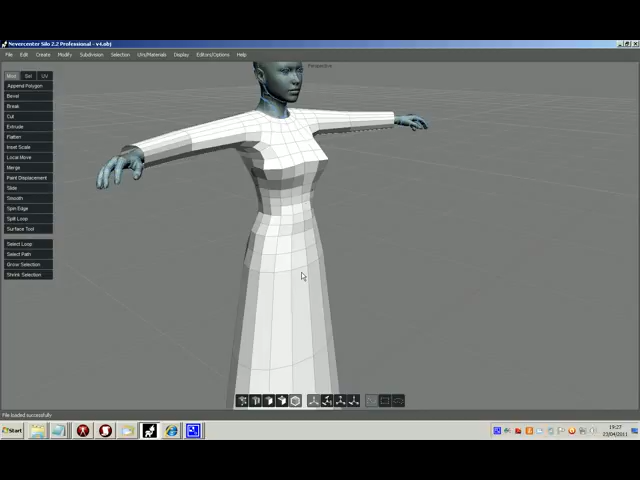 Nevercenter Silo 2.2 Professional - v4.obj
File Edit Create Modify Subdivision Selection UVs/Materials Display Editors/Options Help
Perspective
Mod Sel UV
Append Polygon
Bevel
Break
Cut
Extrude
Flatten
Inset Scale
Local-Move
Merge
Paint Displacement
Slide
Smooth
Spin Edge
Split Loop
Surface Tool
Select Loop
Select Path
Grow Selection
Shrink Selection
File loaded successfully
Start
19:27
23/04/2011